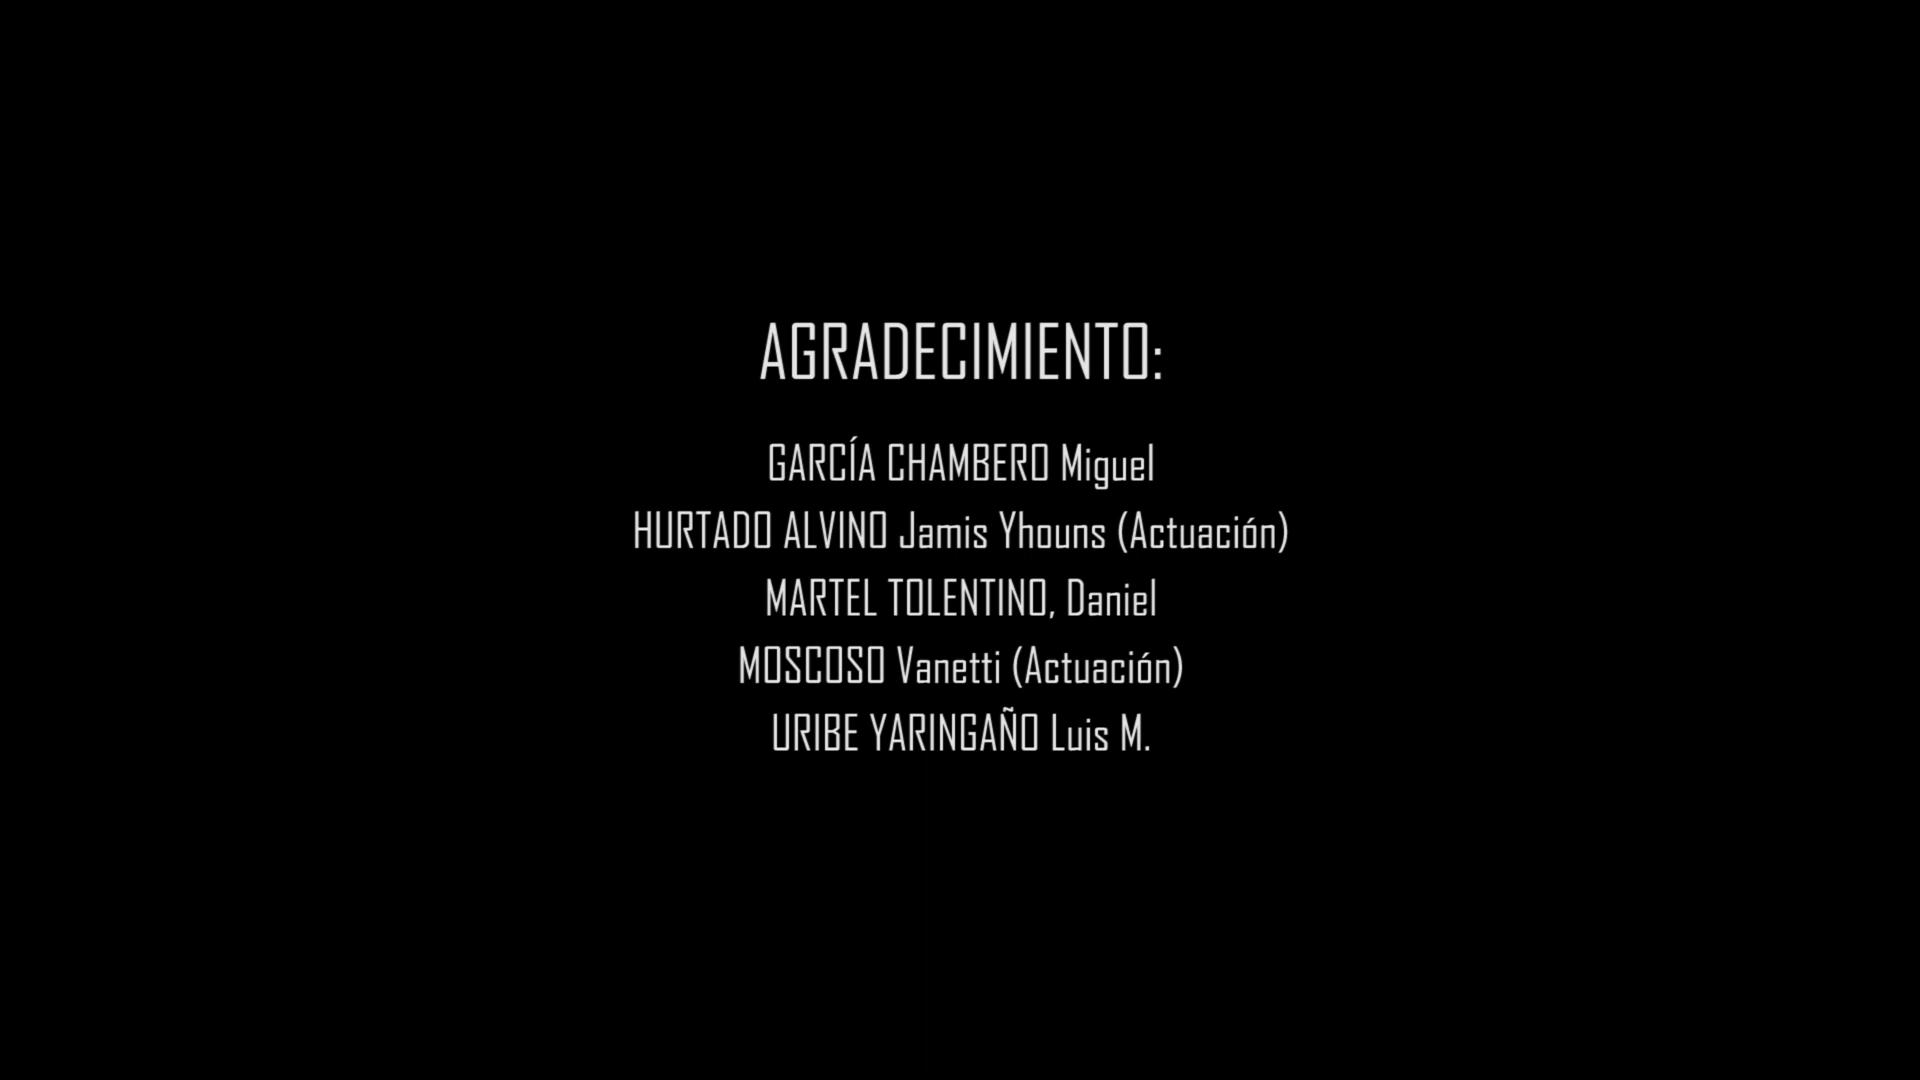 AGRADECIMIENTO:
GARCÍA CHAMBERO Miguel
HURTADO ALVINO Jamis Yhouns (Actuación)
MARTEL TOLENTINO, Daniel
MOSCOSO Vanetti (Actuación)
URIBE YARINGAÑO Luis M.